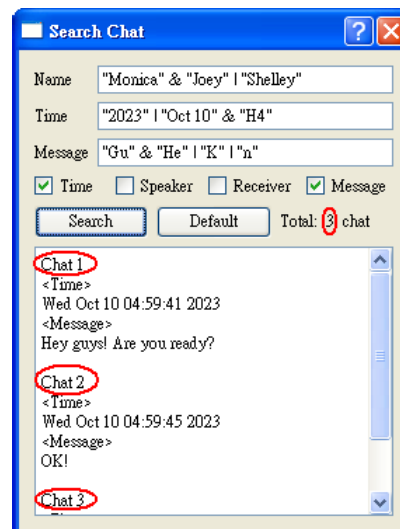 Search Chat
Name "Monica" & "Joey" | "Shelley"
Time "2023" | "Oct 10" & "H4"
Message "Gu" & "He" | "K" | "n"
Time Speaker Receiver Message
Search Default Total: 3 chat
Chat 1
<Time>
Wed Oct 10 04:59:41 2023
<Message>
Hey guys! Are you ready?
Chat 2
<Time>
Wed Oct 10 04:59:45 2023
<Message>
OK!
Chat 3